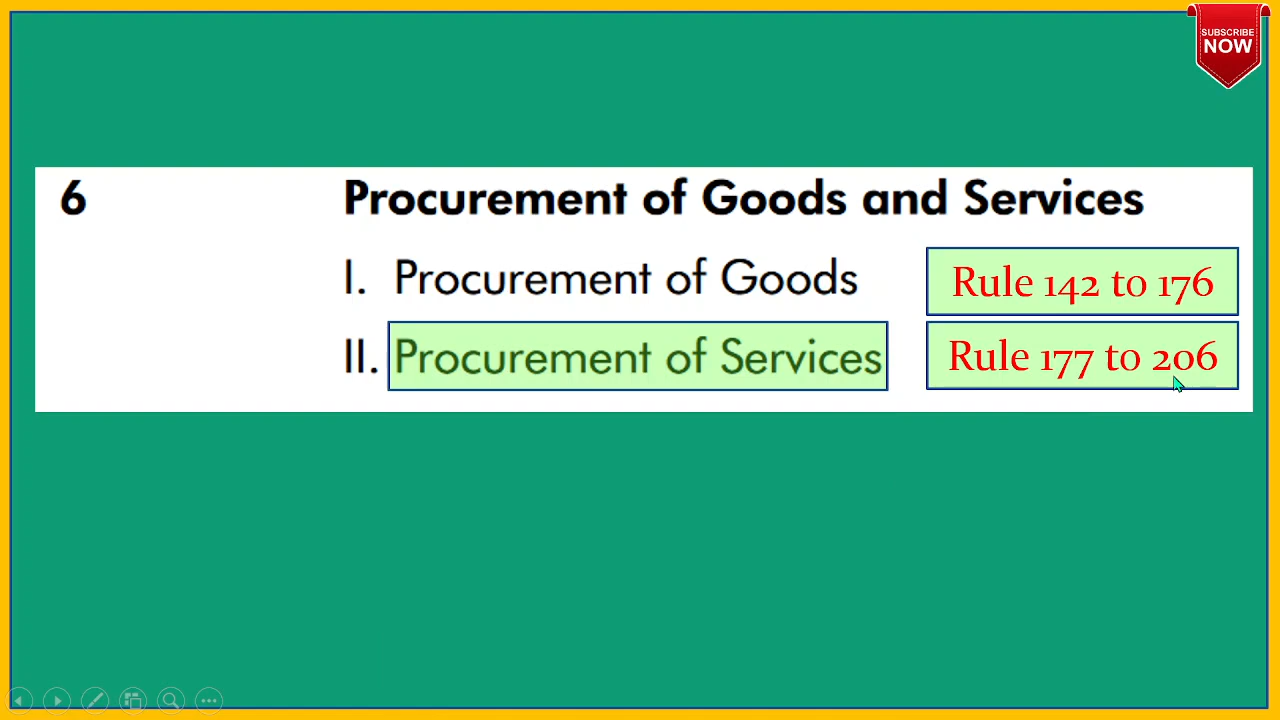 SUBSCRIBE
NOW
6 Procurement of Goods and Services
I. Procurement of Goods Rule 142 to 176
II. Procurement of Services Rule 177 to 206